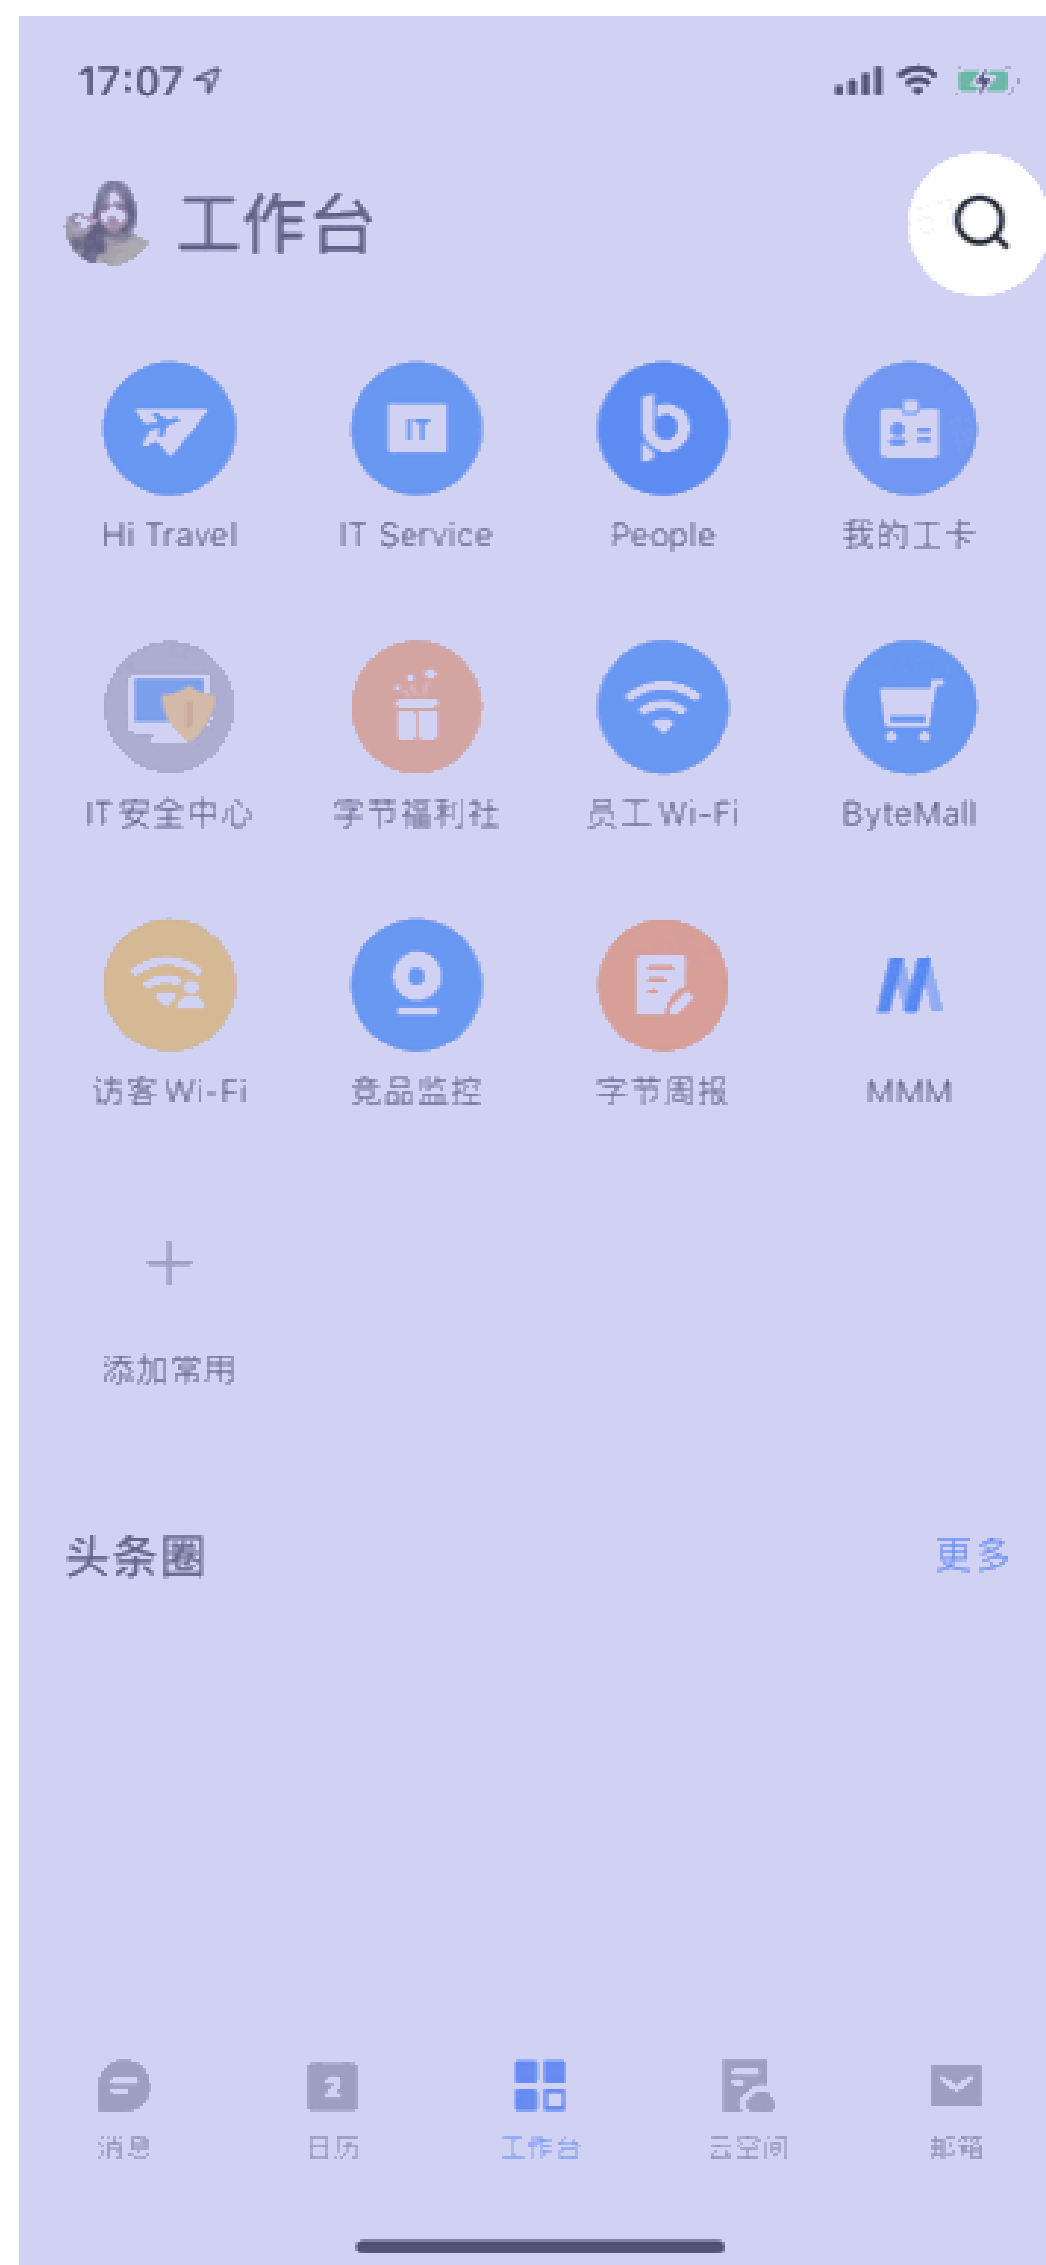 17:07
工作台
IT
Hi Travel
IT Service
People
我的工卡
IT 安全中心
字节福利社
员工 Wi-Fi
ByteMall
访客 Wi-Fi
竞品监控
字节周报
MMM
添加常用
头条圈
更多
2
消息
日历
工作台
云空间
邮箱